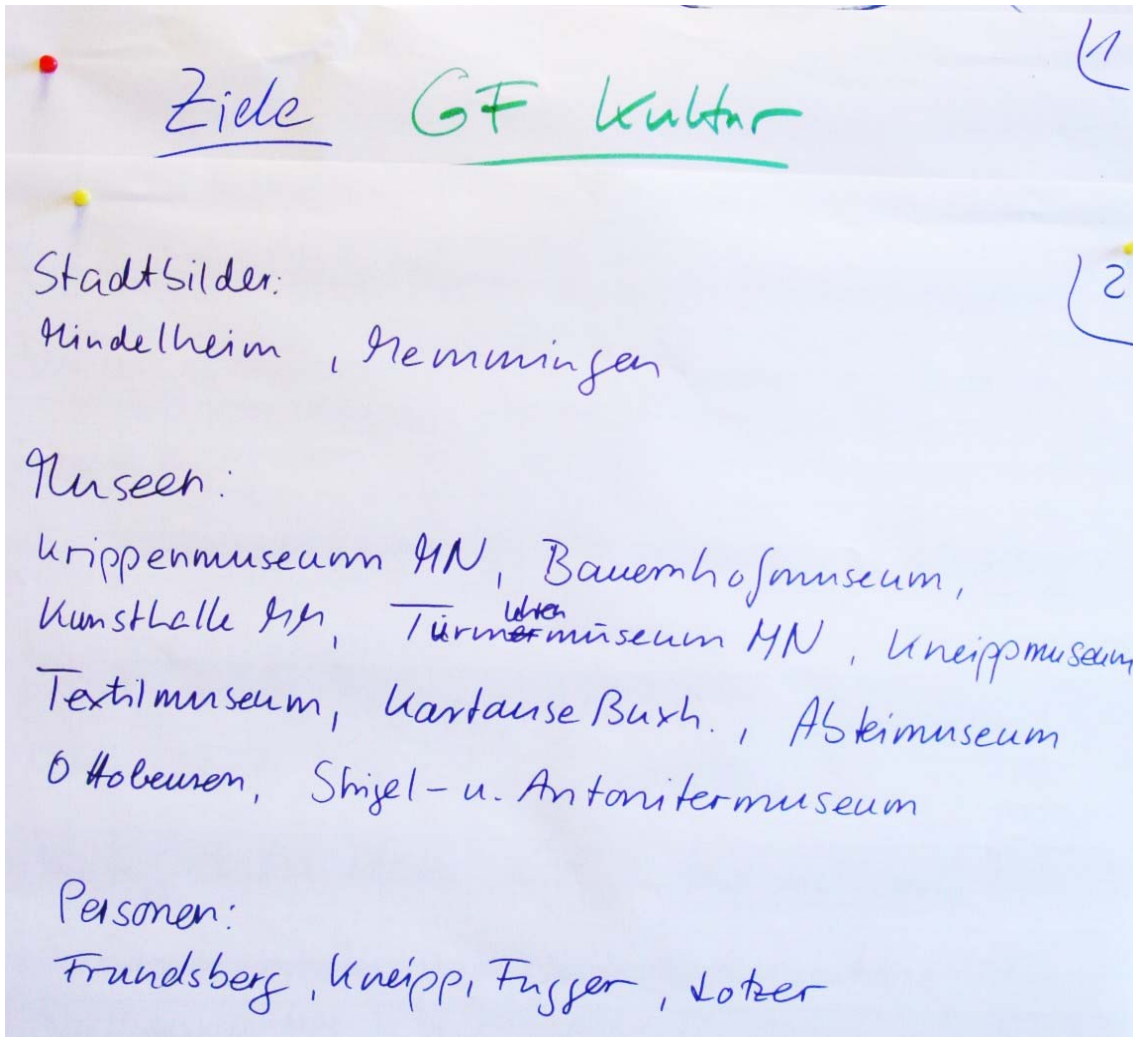 Ziele GF Kultur
1
Stadtbilder:
2
Mindelheim, Memmingen
Museen:
Krippenmuseum MN, Bauernhofmuseum,
Kunsthalle MM, Turmuhrenmuseum MN, Kneippmuseum
Textilmuseum, Kartause Buxh., Abteimuseum
Ottobeuren, Strigel- u. Antonitermuseum
Personen:
Frundsberg, Kneipp, Fugger, Lotzer